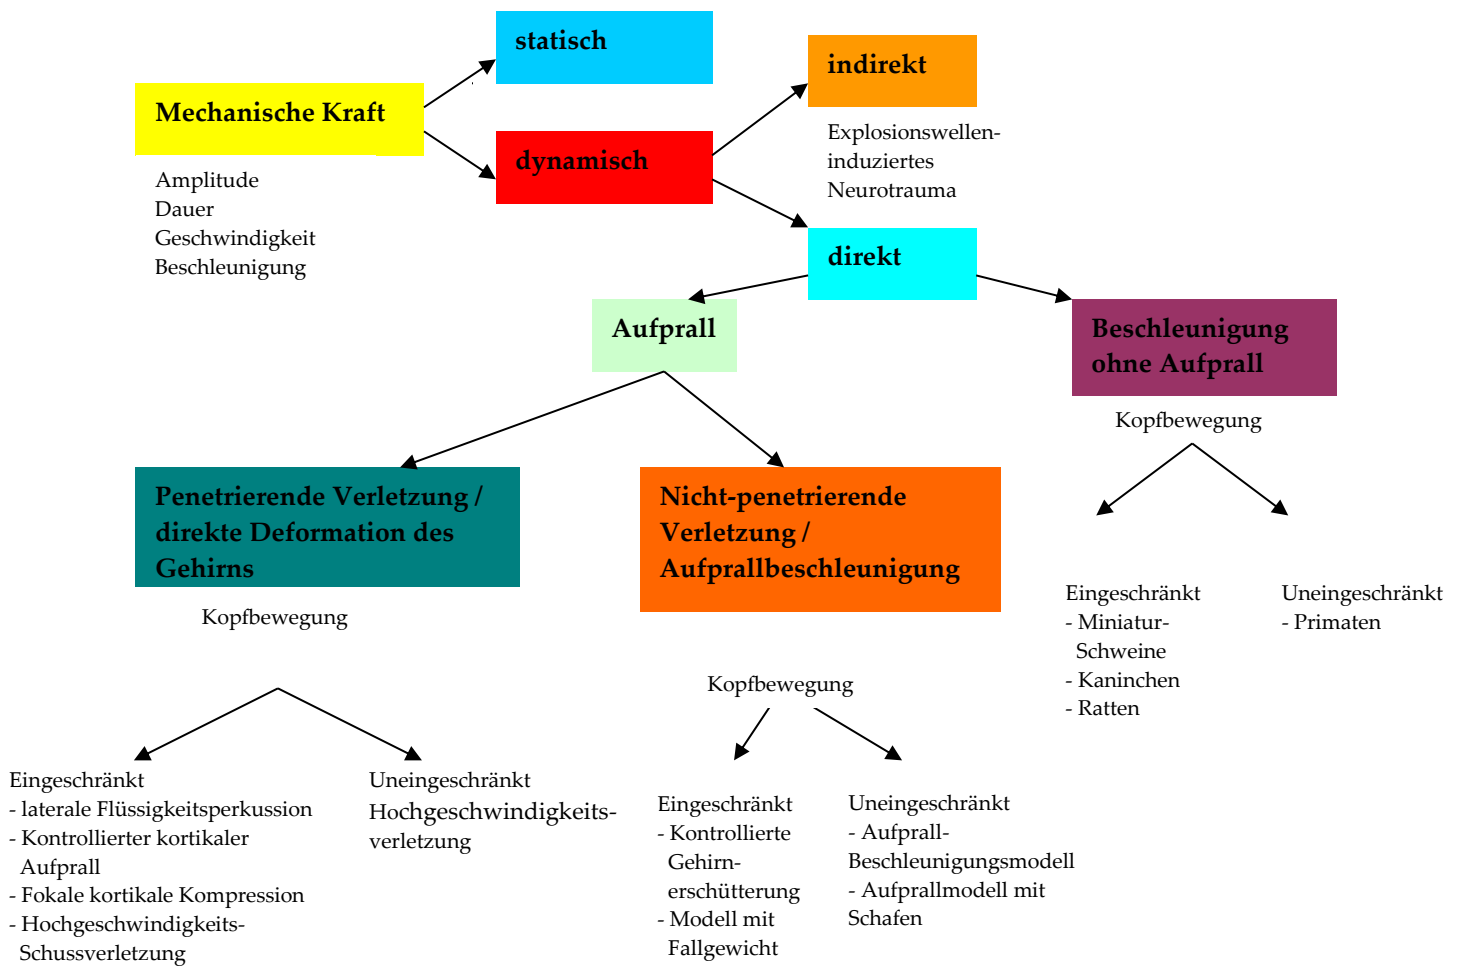 statisch
indirekt
Mechanische Kraft
dynamisch
Explosionswellen-
induziertes
Neurotrauma
Amplitude
Dauer
Geschwindigkeit
Beschleunigung
direkt
Aufprall
Beschleunigung
ohne Aufprall
Kopfbewegung
Penetrierende Verletzung /
direkte Deformation des
Gehirns
Nicht-penetrierende
Verletzung /
Aufprallbeschleunigung
Eingeschränkt
- Miniatur-
Schweine
- Kaninchen
- Ratten
Uneingeschränkt
- Primaten
Kopfbewegung
Kopfbewegung
Eingeschränkt
- laterale Flüssigkeitsperkussion
- Kontrollierter kortikaler
Aufprall
- Fokale kortikale Kompression
- Hochgeschwindigkeits-
Schussverletzung
Uneingeschränkt
Hochgeschwindigkeits-
verletzung
Eingeschränkt
- Kontrollierte
Gehirn-
erschütterung
- Modell mit
Fallgewicht
Uneingeschränkt
- Aufprall-
Beschleunigungsmodell
- Aufprallmodell mit
Schafen